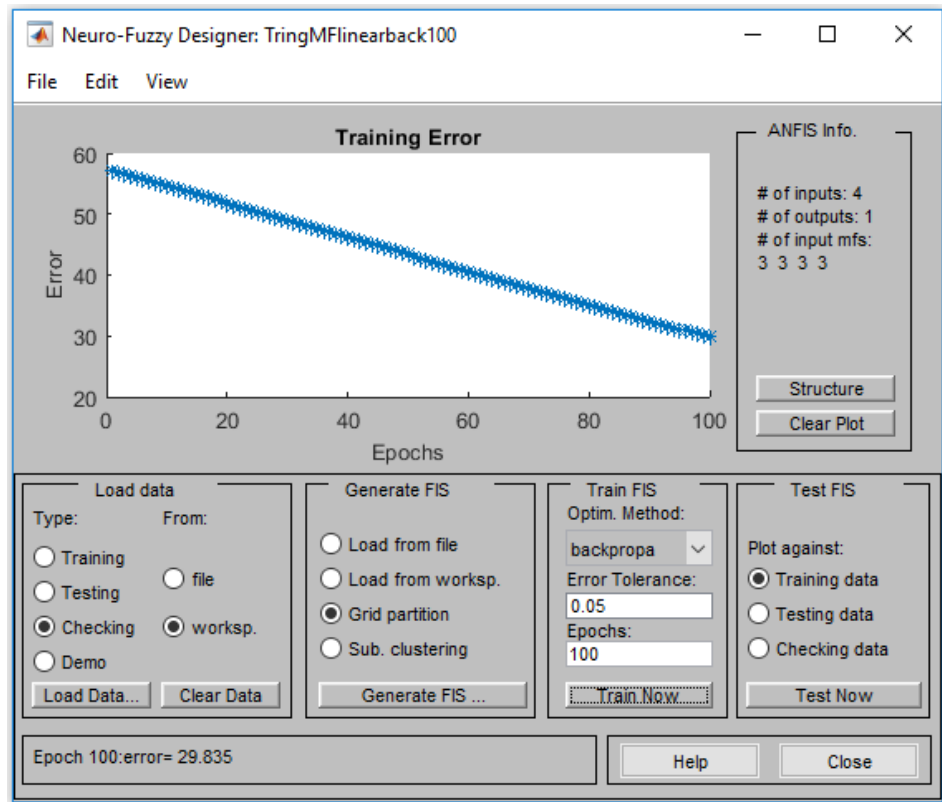 Neuro-Fuzzy Designer: TringMFlinearback100
File Edit View
Training Error
60
50
40
30
20
Error
0 20 40 60 80 100
Epochs
ANFIS Info.
# of inputs: 4
# of outputs: 1
# of input mfs:
3 3 3 3
Structure
Clear Plot
Load data
Type: From:
Training
Testing
Checking
Demo
file
worksp.
Load Data... Clear Data
Generate FIS
Load from file
Load from worksp.
Grid partition
Sub. clustering
Generate FIS ...
Train FIS
Optim. Method:
backpropa
Error Tolerance:
0.05
Epochs:
100
Train Now
Test FIS
Plot against:
Training data
Testing data
Checking data
Test Now
Epoch 100:error= 29.835
Help Close